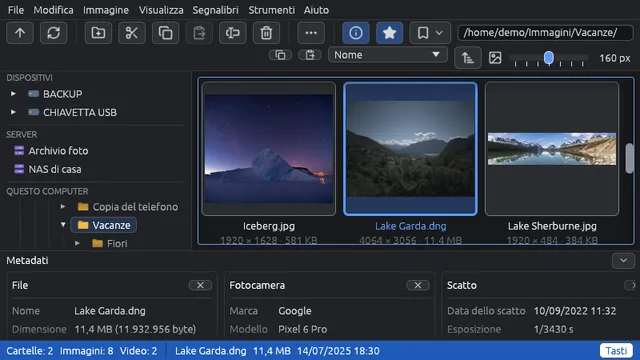 File Modifica Immagine Visualizza Segnalibri Strumenti Aiuto
/home/demo/Immagini/Vacanze/
Nome
160 px
DISPOSITIVI
BACKUP
CHIAVETTA USB
SERVER
Archivio foto
NAS di casa
QUESTO COMPUTER
Copia del telefono
Vacanze
Fiori
Iceberg.jpg
1920 × 1628 · 581 KB
Lake Garda.dng
4064 × 3056 · 11,4 MB
Lake Sherburne.jpg
1920 × 484 · 384 KB
Metadati
File
Nome Lake Garda.dng
Dimensione 11,4 MB (11.932.956 byte)
Fotocamera
Marca Google
Modello Pixel 6 Pro
Scatto
Data dello scatto 10/09/2022 11:32
Esposizione 1/3430 s
Cartelle: 2 Immagini: 8 Video: 2 Lake Garda.dng 11,4 MB 14/07/2025 18:30
Tasti